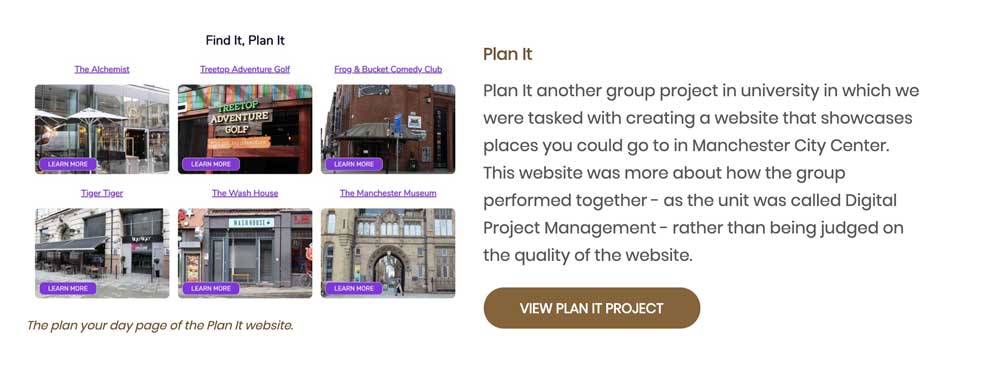 Find It, Plan It
The Alchemist
Treetop Adventure Golf
Frog & Bucket Comedy Club
TREETOP
ADVENTURE
GOLF
LEARN MORE
LEARN MORE
LEARN MORE
Tiger Tiger
The Wash House
The Manchester Museum
WASH HOUSE
LEARN MORE
LEARN MORE
LEARN MORE
The plan your day page of the Plan It website.
Plan It
Plan It another group project in university in which we
were tasked with creating a website that showcases
places you could go to in Manchester City Center.
This website was more about how the group
performed together - as the unit was called Digital
Project Management - rather than being judged on
the quality of the website.
VIEW PLAN IT PROJECT